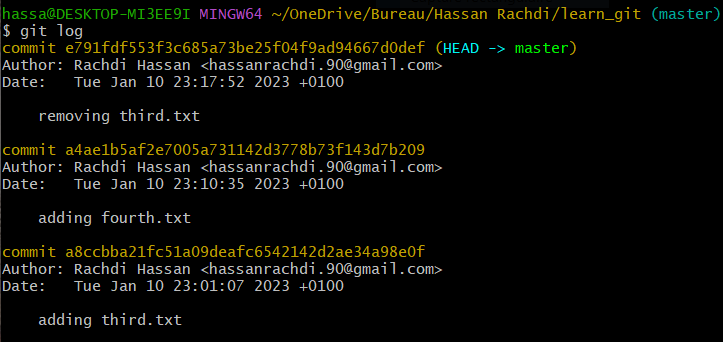 hassa@DESKTOP-MI3EE9I MINGW64 ~/OneDrive/Bureau/Hassan Rachdi/learn_git (master)
$ git log
commit e791fdf553f3c685a73be25f04f9ad94667d0def (HEAD -> master)
Author: Rachdi Hassan <hassanrachdi.90@gmail.com>
Date:   Tue Jan 10 23:17:52 2023 +0100

    removing third.txt

commit a4ae1b5af2e7005a731142d3778b73f143d7b209
Author: Rachdi Hassan <hassanrachdi.90@gmail.com>
Date:   Tue Jan 10 23:10:35 2023 +0100

    adding fourth.txt

commit a8ccbba21fc51a09deafc6542142d2ae34a98e0f
Author: Rachdi Hassan <hassanrachdi.90@gmail.com>
Date:   Tue Jan 10 23:01:07 2023 +0100

    adding third.txt